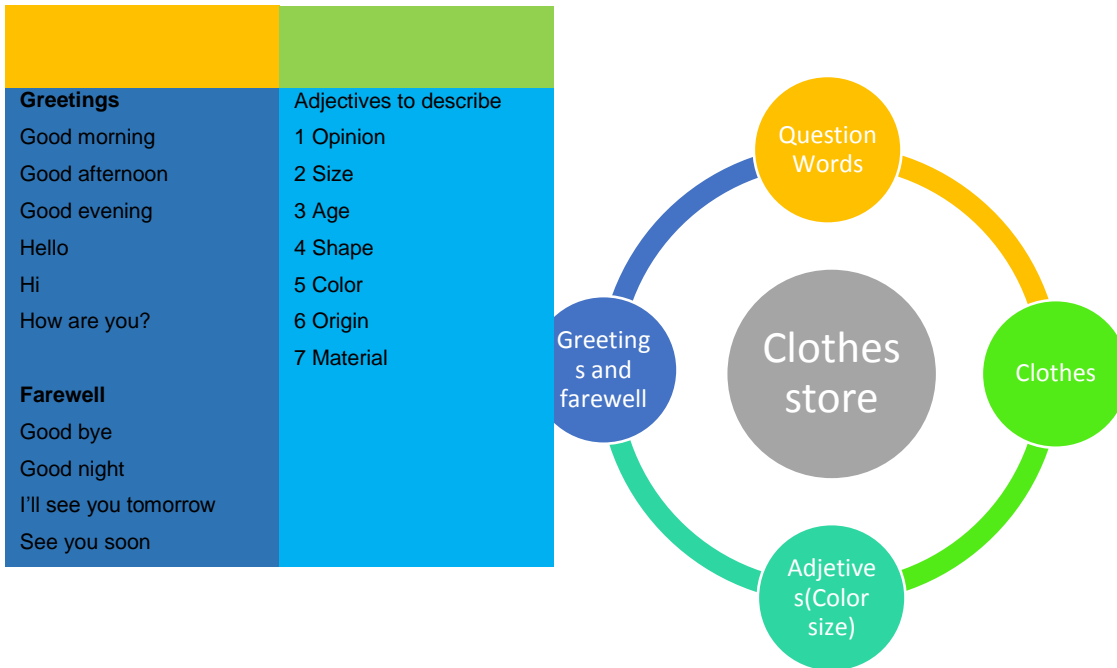 Greetings
Good morning
Good afternoon
Good evening
Hello
Hi
How are you?
Farewell
Good bye
Good night
I'll see you tomorrow
See you soon
Adjectives to describe
1 Opinion
2 Size
3 Age
4 Shape
5 Color
6 Origin
7 Material
Question
Words
Greeting
s and
farewell
Clothes
store
Clothes
Adjetive
s(Color
size)